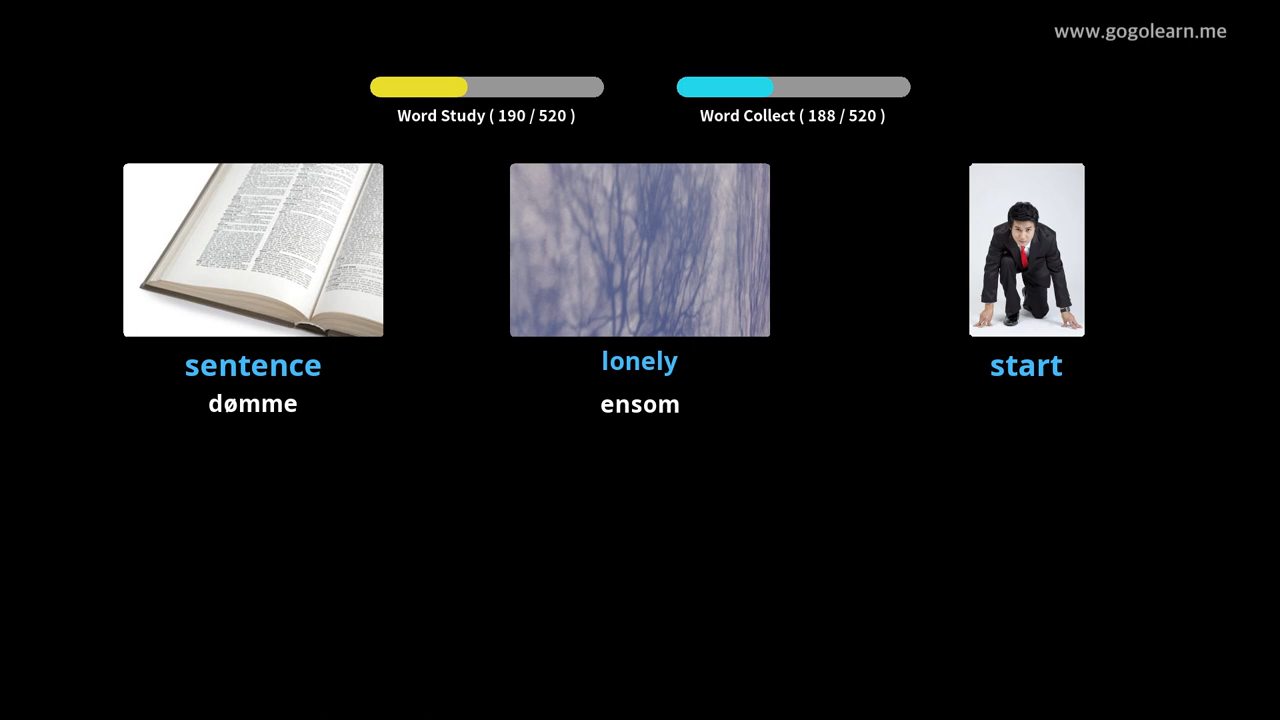 www.gogolearn.me
Word Study ( 190 / 520 )
Word Collect ( 188 / 520 )
sentence
dømme
lonely
ensom
start